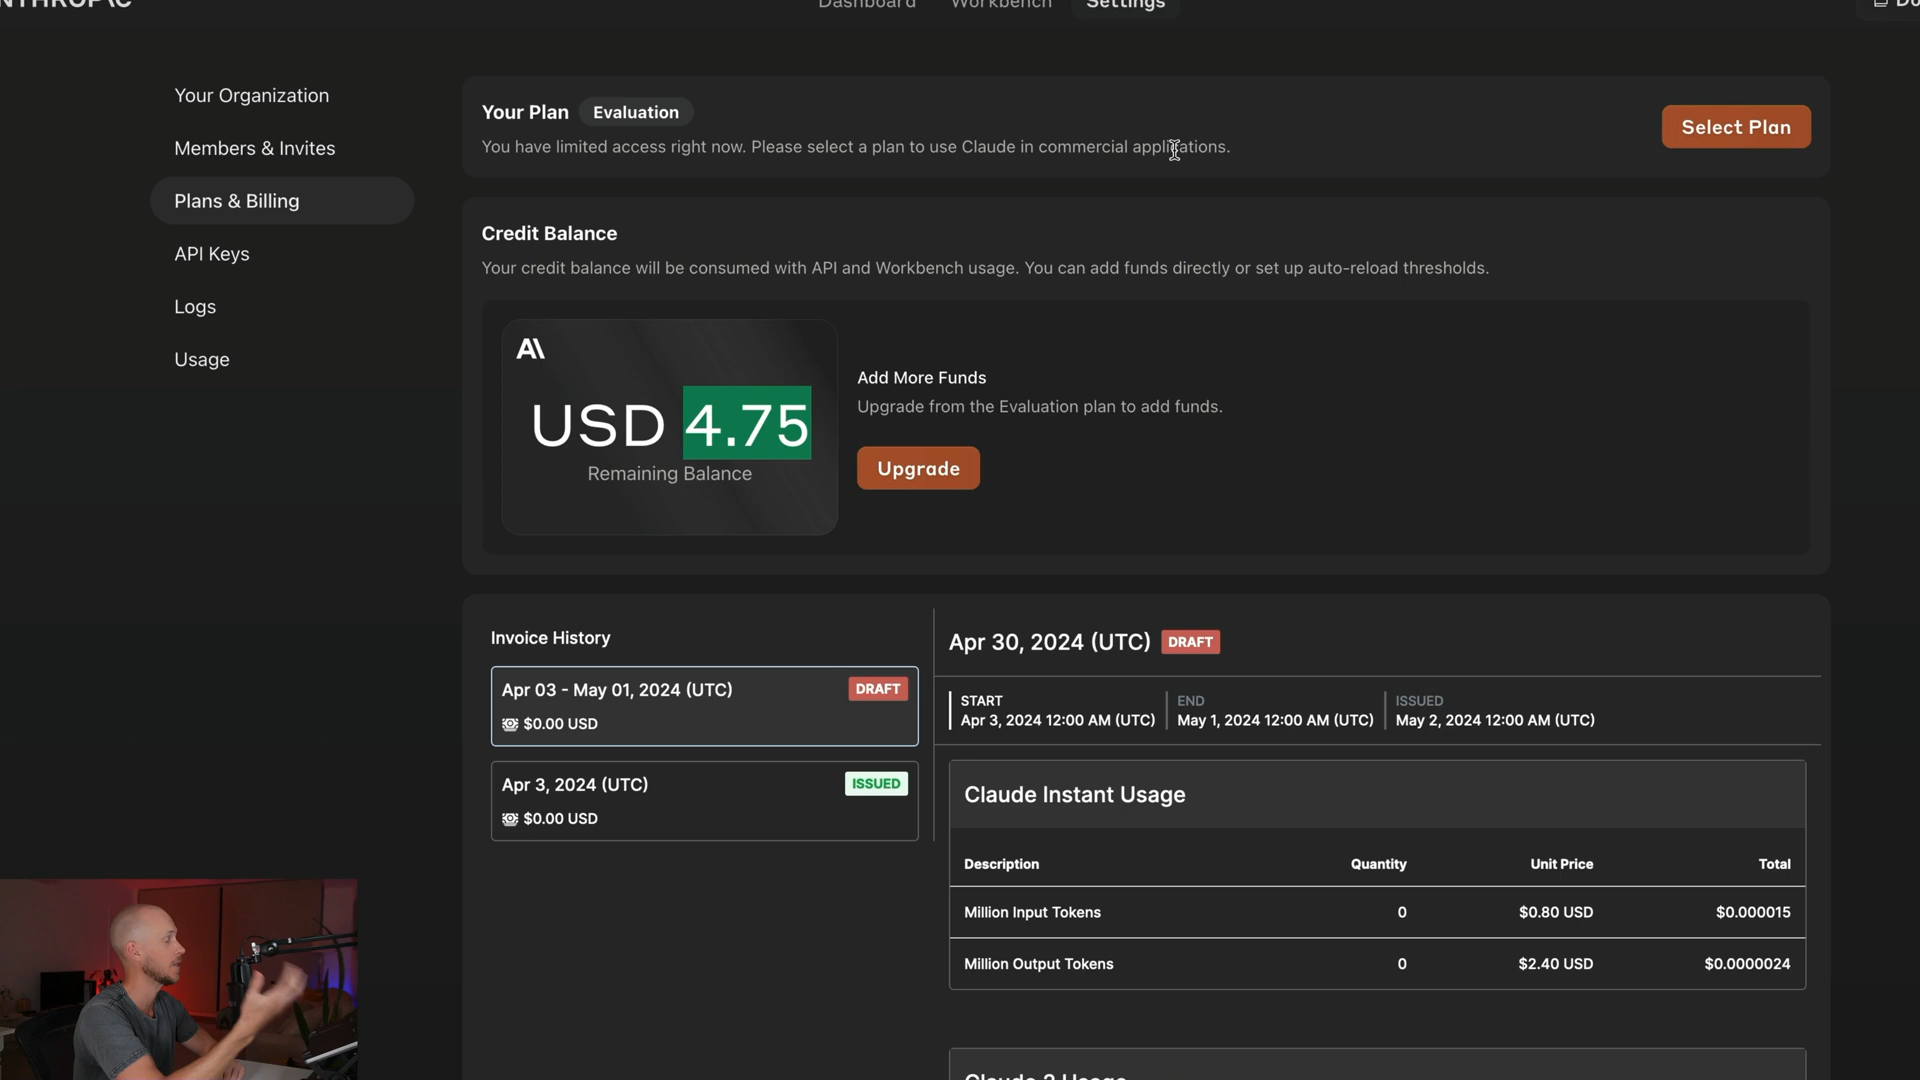 Dashboard Workbench Settings
Your Organization
Members & Invites
Plans & Billing
API Keys
Logs
Usage
Your Plan Evaluation
You have limited access right now. Please select a plan to use Claude in commercial applications.
Select Plan
Credit Balance
Your credit balance will be consumed with API and Workbench usage. You can add funds directly or set up auto-reload thresholds.
USD 4.75
Remaining Balance
Add More Funds
Upgrade from the Evaluation plan to add funds.
Upgrade
Invoice History
Apr 03 - May 01, 2024 (UTC) DRAFT
$0.00 USD
Apr 3, 2024 (UTC) ISSUED
$0.00 USD
Apr 30, 2024 (UTC) DRAFT
START END ISSUED
Apr 3, 2024 12:00 AM (UTC) May 1, 2024 12:00 AM (UTC) May 2, 2024 12:00 AM (UTC)
Claude Instant Usage
Description Quantity Unit Price Total
Million Input Tokens 0 $0.80 USD $0.000015
Million Output Tokens 0 $2.40 USD $0.0000024